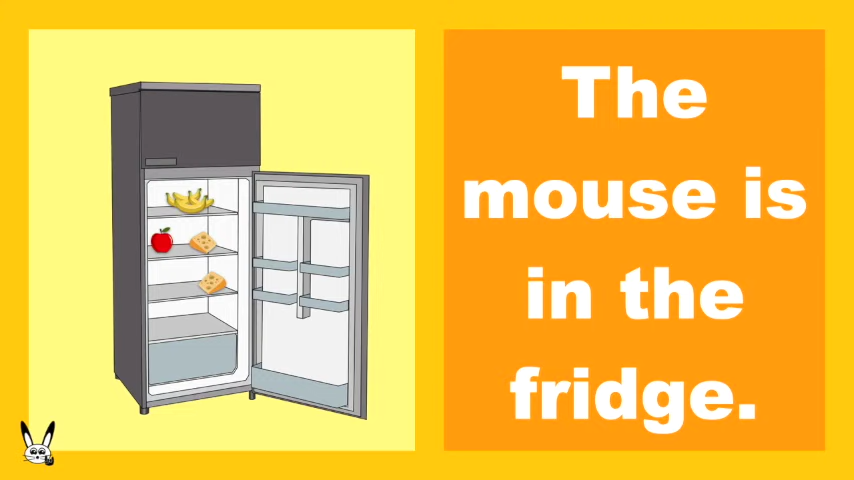 The
mouse is
in the
fridge.